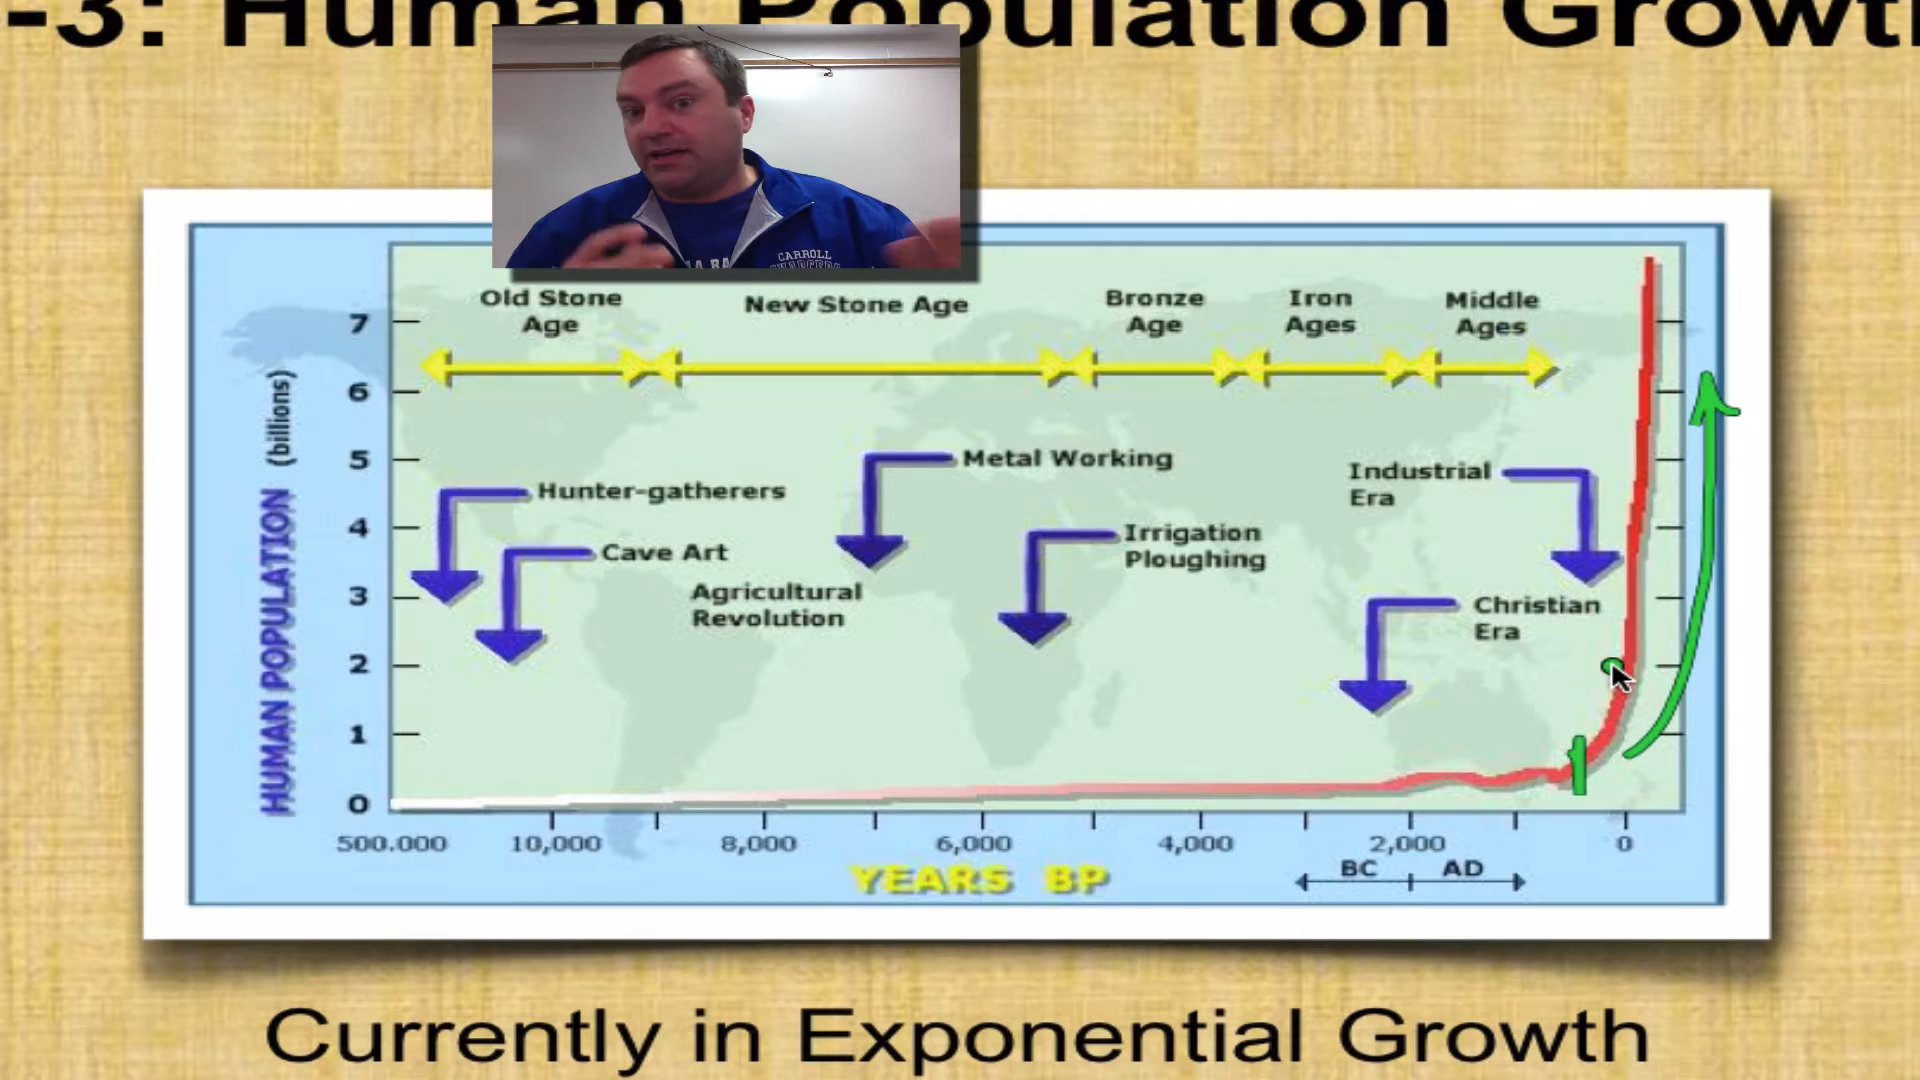 -3: Human Population Growth
CARROLL
Old Stone
Age
New Stone Age
Bronze
Age
Iron
Ages
Middle
Ages
7
6
5
4
3
2
1
0
HUMAN POPULATION (billions)
Hunter-gatherers
Cave Art
Agricultural
Revolution
Metal Working
Irrigation
Ploughing
Industrial
Era
Christian
Era
500.000 10,000 8,000 6,000 4,000 2,000 0
BC AD
YEARS BP
Currently in Exponential Growth